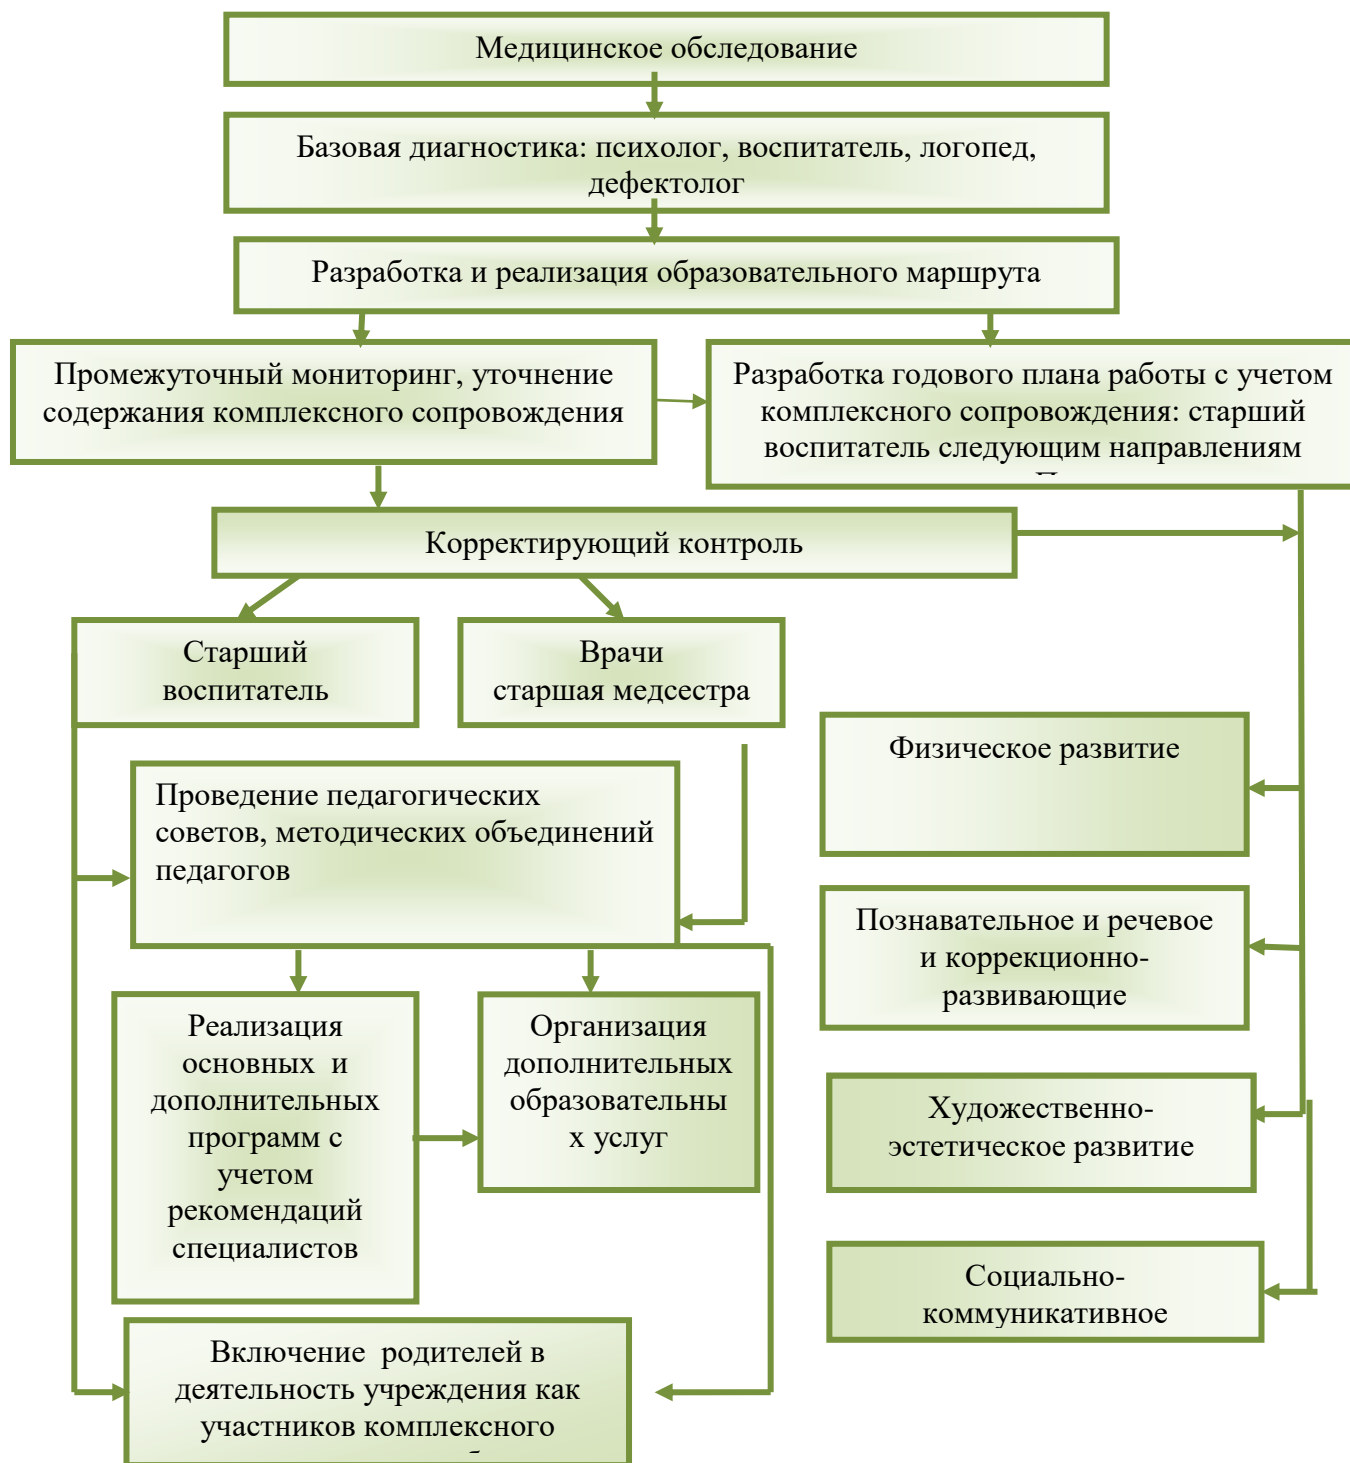 Медицинское обследование
Базовая диагностика: психолог, воспитатель, логопед,
дефектолог
Разработка и реализация образовательного маршрута
Промежуточный мониторинг, уточнение
содержания комплексного сопровождения
Разработка годового плана работы с учетом
комплексного сопровождения: старший
воспитатель следующим направлениям
Корректирующий контроль
Старший
воспитатель
Врачи
старшая медсестра
Проведение педагогических
советов, методических объединений
педагогов
Реализация
основных  и
дополнительных
программ с
учетом
рекомендаций
специалистов
Организация
дополнительных
образовательны
х услуг
Включение  родителей в
деятельность учреждения как
участников комплексного
Физическое развитие
Познавательное и речевое
и коррекционно-
развивающие
Художественно-
эстетическое развитие
Социально-
коммуникативное